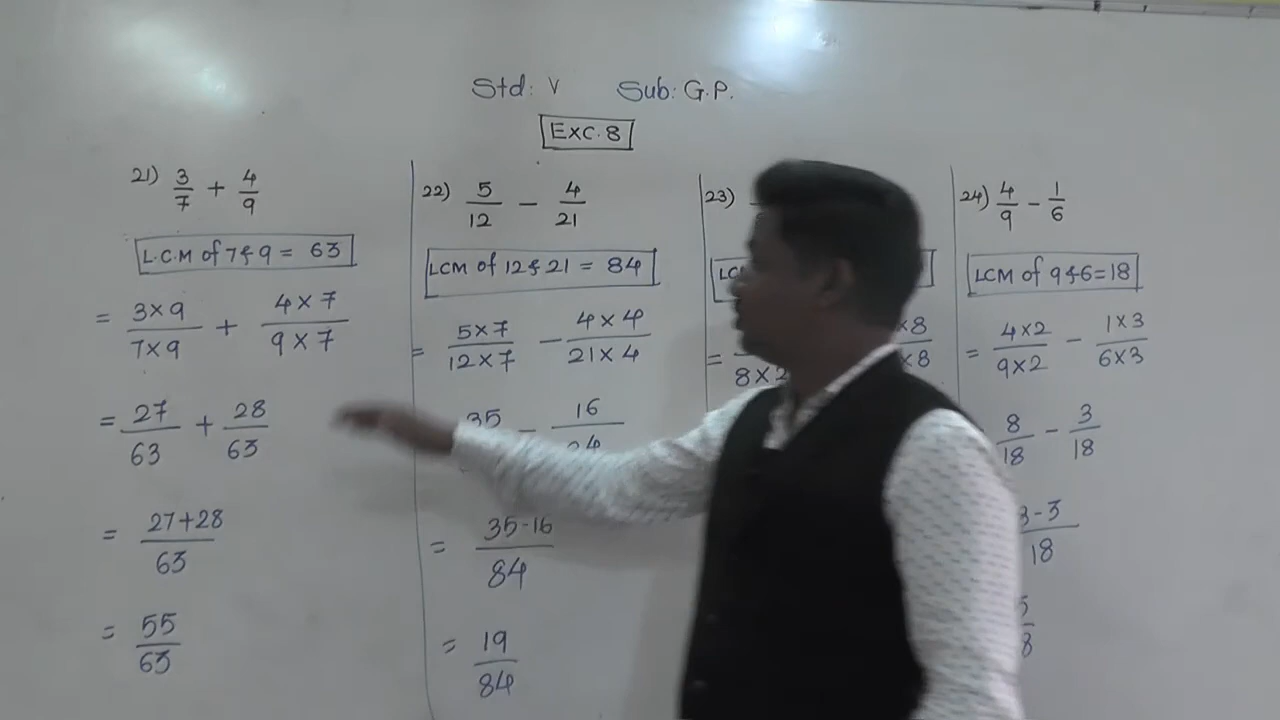 Std: V Sub: G.P.
Exc. 8
21) 3/7 + 4/9
L.C.M of 7 & 9 = 63
= 3×9/7×9 + 4×7/9×7
= 27/63 + 28/63
= 27+28/63
= 55/63
22) 5/12 - 4/21
LCM of 12 & 21 = 84
= 5×7/12×7 - 4×4/21×4
35 - 16
= 35-16/84
= 19/84
23)
LC
=
×8
8×2 ×8
24) 4/9 - 1/6
LCM of 9 & 6 = 18
= 4×2/9×2 - 1×3/6×3
8/18 - 3/18
-3/18